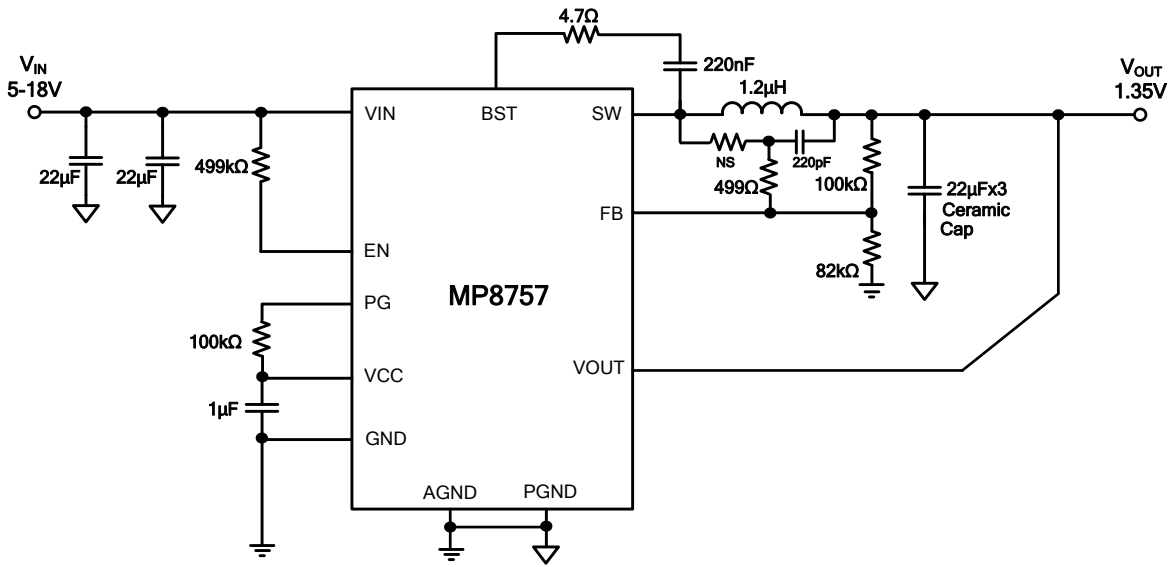 4.7Ω
VIN
5-18V
220nF
1.2µH
VOUT
1.35V
VIN
BST
SW
22µF
22µF
499kΩ
NS
220pF
499Ω
100kΩ
22µFx3
Ceramic
Cap
FB
EN
82kΩ
MP8757
PG
100kΩ
VCC
VOUT
1µF
GND
AGND
PGND